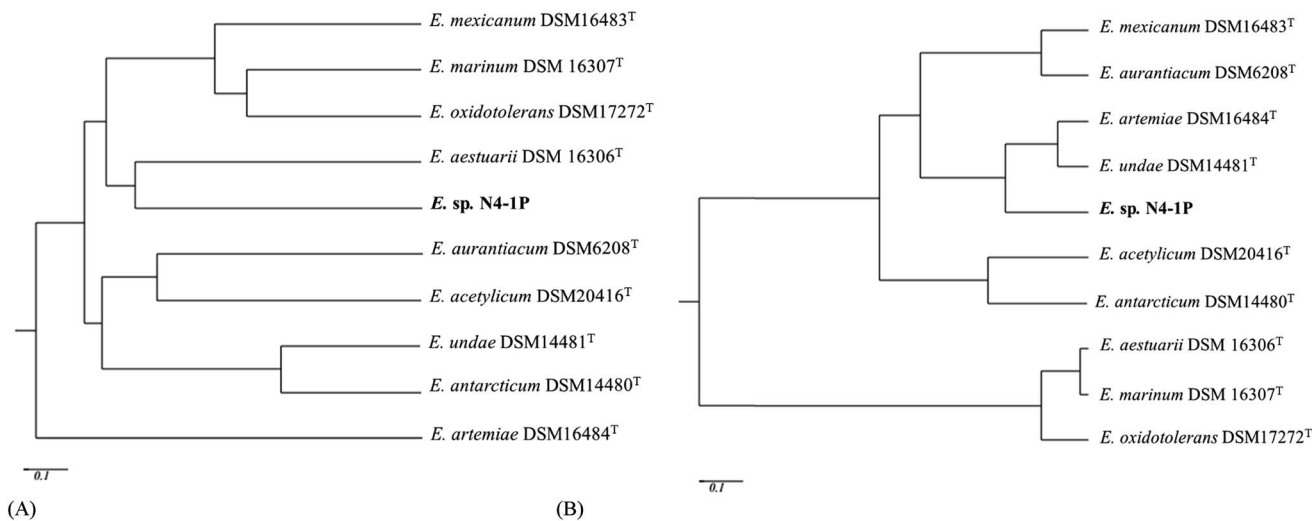 E. mexicanum DSM16483ᵀ
E. marinum DSM 16307ᵀ
E. oxidotolerans DSM17272ᵀ
E. aestuarii DSM 16306ᵀ
E. sp. N4-1P
E. aurantiacum DSM6208ᵀ
E. acetylicum DSM20416ᵀ
E. undae DSM14481ᵀ
E. antarcticum DSM14480ᵀ
E. artemiae DSM16484ᵀ
0.1
(A)
E. mexicanum DSM16483ᵀ
E. aurantiacum DSM6208ᵀ
E. artemiae DSM16484ᵀ
E. undae DSM14481ᵀ
E. sp. N4-1P
E. acetylicum DSM20416ᵀ
E. antarcticum DSM14480ᵀ
E. aestuarii DSM 16306ᵀ
E. marinum DSM 16307ᵀ
E. oxidotolerans DSM17272ᵀ
0.1
(B)